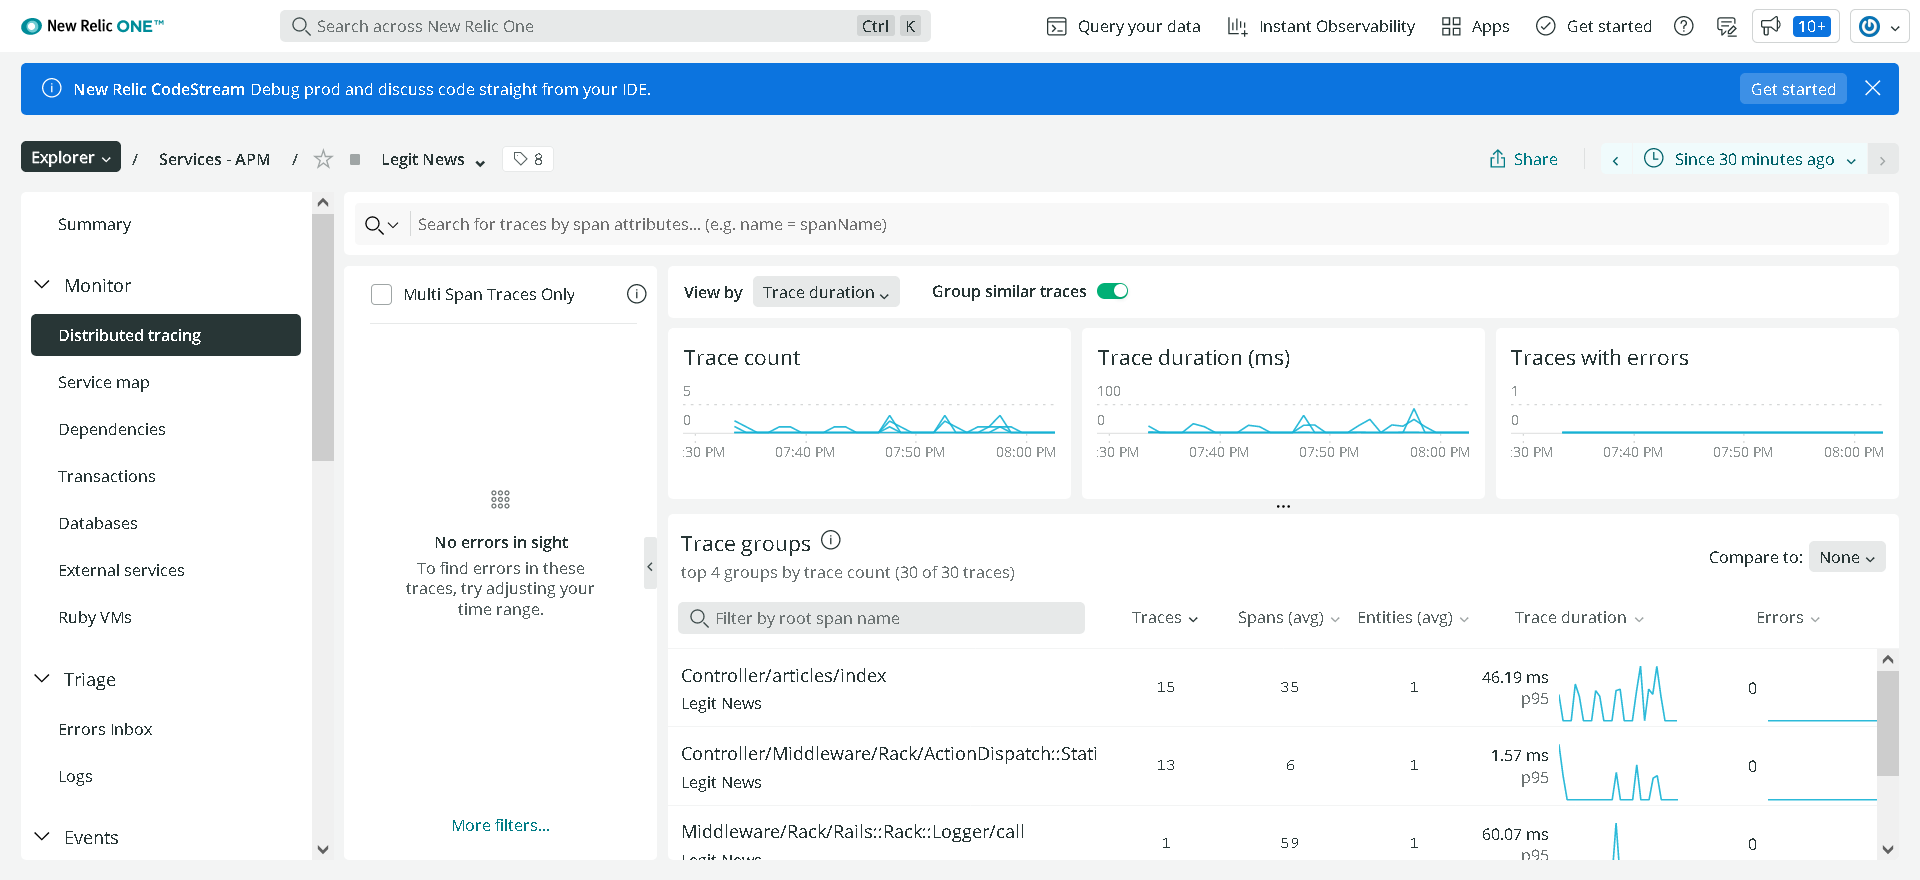 New Relic ONE™
Search across New Relic One
Ctrl K
Query your data
Instant Observability
Apps
Get started
10+
New Relic CodeStream Debug prod and discuss code straight from your IDE.
Get started
Explorer / Services - APM / Legit News 8
Share
Since 30 minutes ago
Summary
Monitor
Distributed tracing
Service map
Dependencies
Transactions
Databases
External services
Ruby VMs
Triage
Errors Inbox
Logs
Events
Search for traces by span attributes... (e.g. name = spanName)
Multi Span Traces Only
No errors in sight
To find errors in these
traces, try adjusting your
time range.
More filters...
View by Trace duration
Group similar traces
Trace count
5
0
:30 PM 07:40 PM 07:50 PM 08:00 PM
Trace duration (ms)
100
0
:30 PM 07:40 PM 07:50 PM 08:00 PM
Traces with errors
1
0
:30 PM 07:40 PM 07:50 PM 08:00 PM
...
Trace groups
top 4 groups by trace count (30 of 30 traces)
Compare to: None
Filter by root span name
Traces Spans (avg) Entities (avg) Trace duration Errors
Controller/articles/index
Legit News
15 35 1 46.19 ms
p95
0
Controller/Middleware/Rack/ActionDispatch::Stati
Legit News
13 6 1 1.57 ms
p95
0
Middleware/Rack/Rails::Rack::Logger/call
Legit News
1 59 1 60.07 ms
p95
0